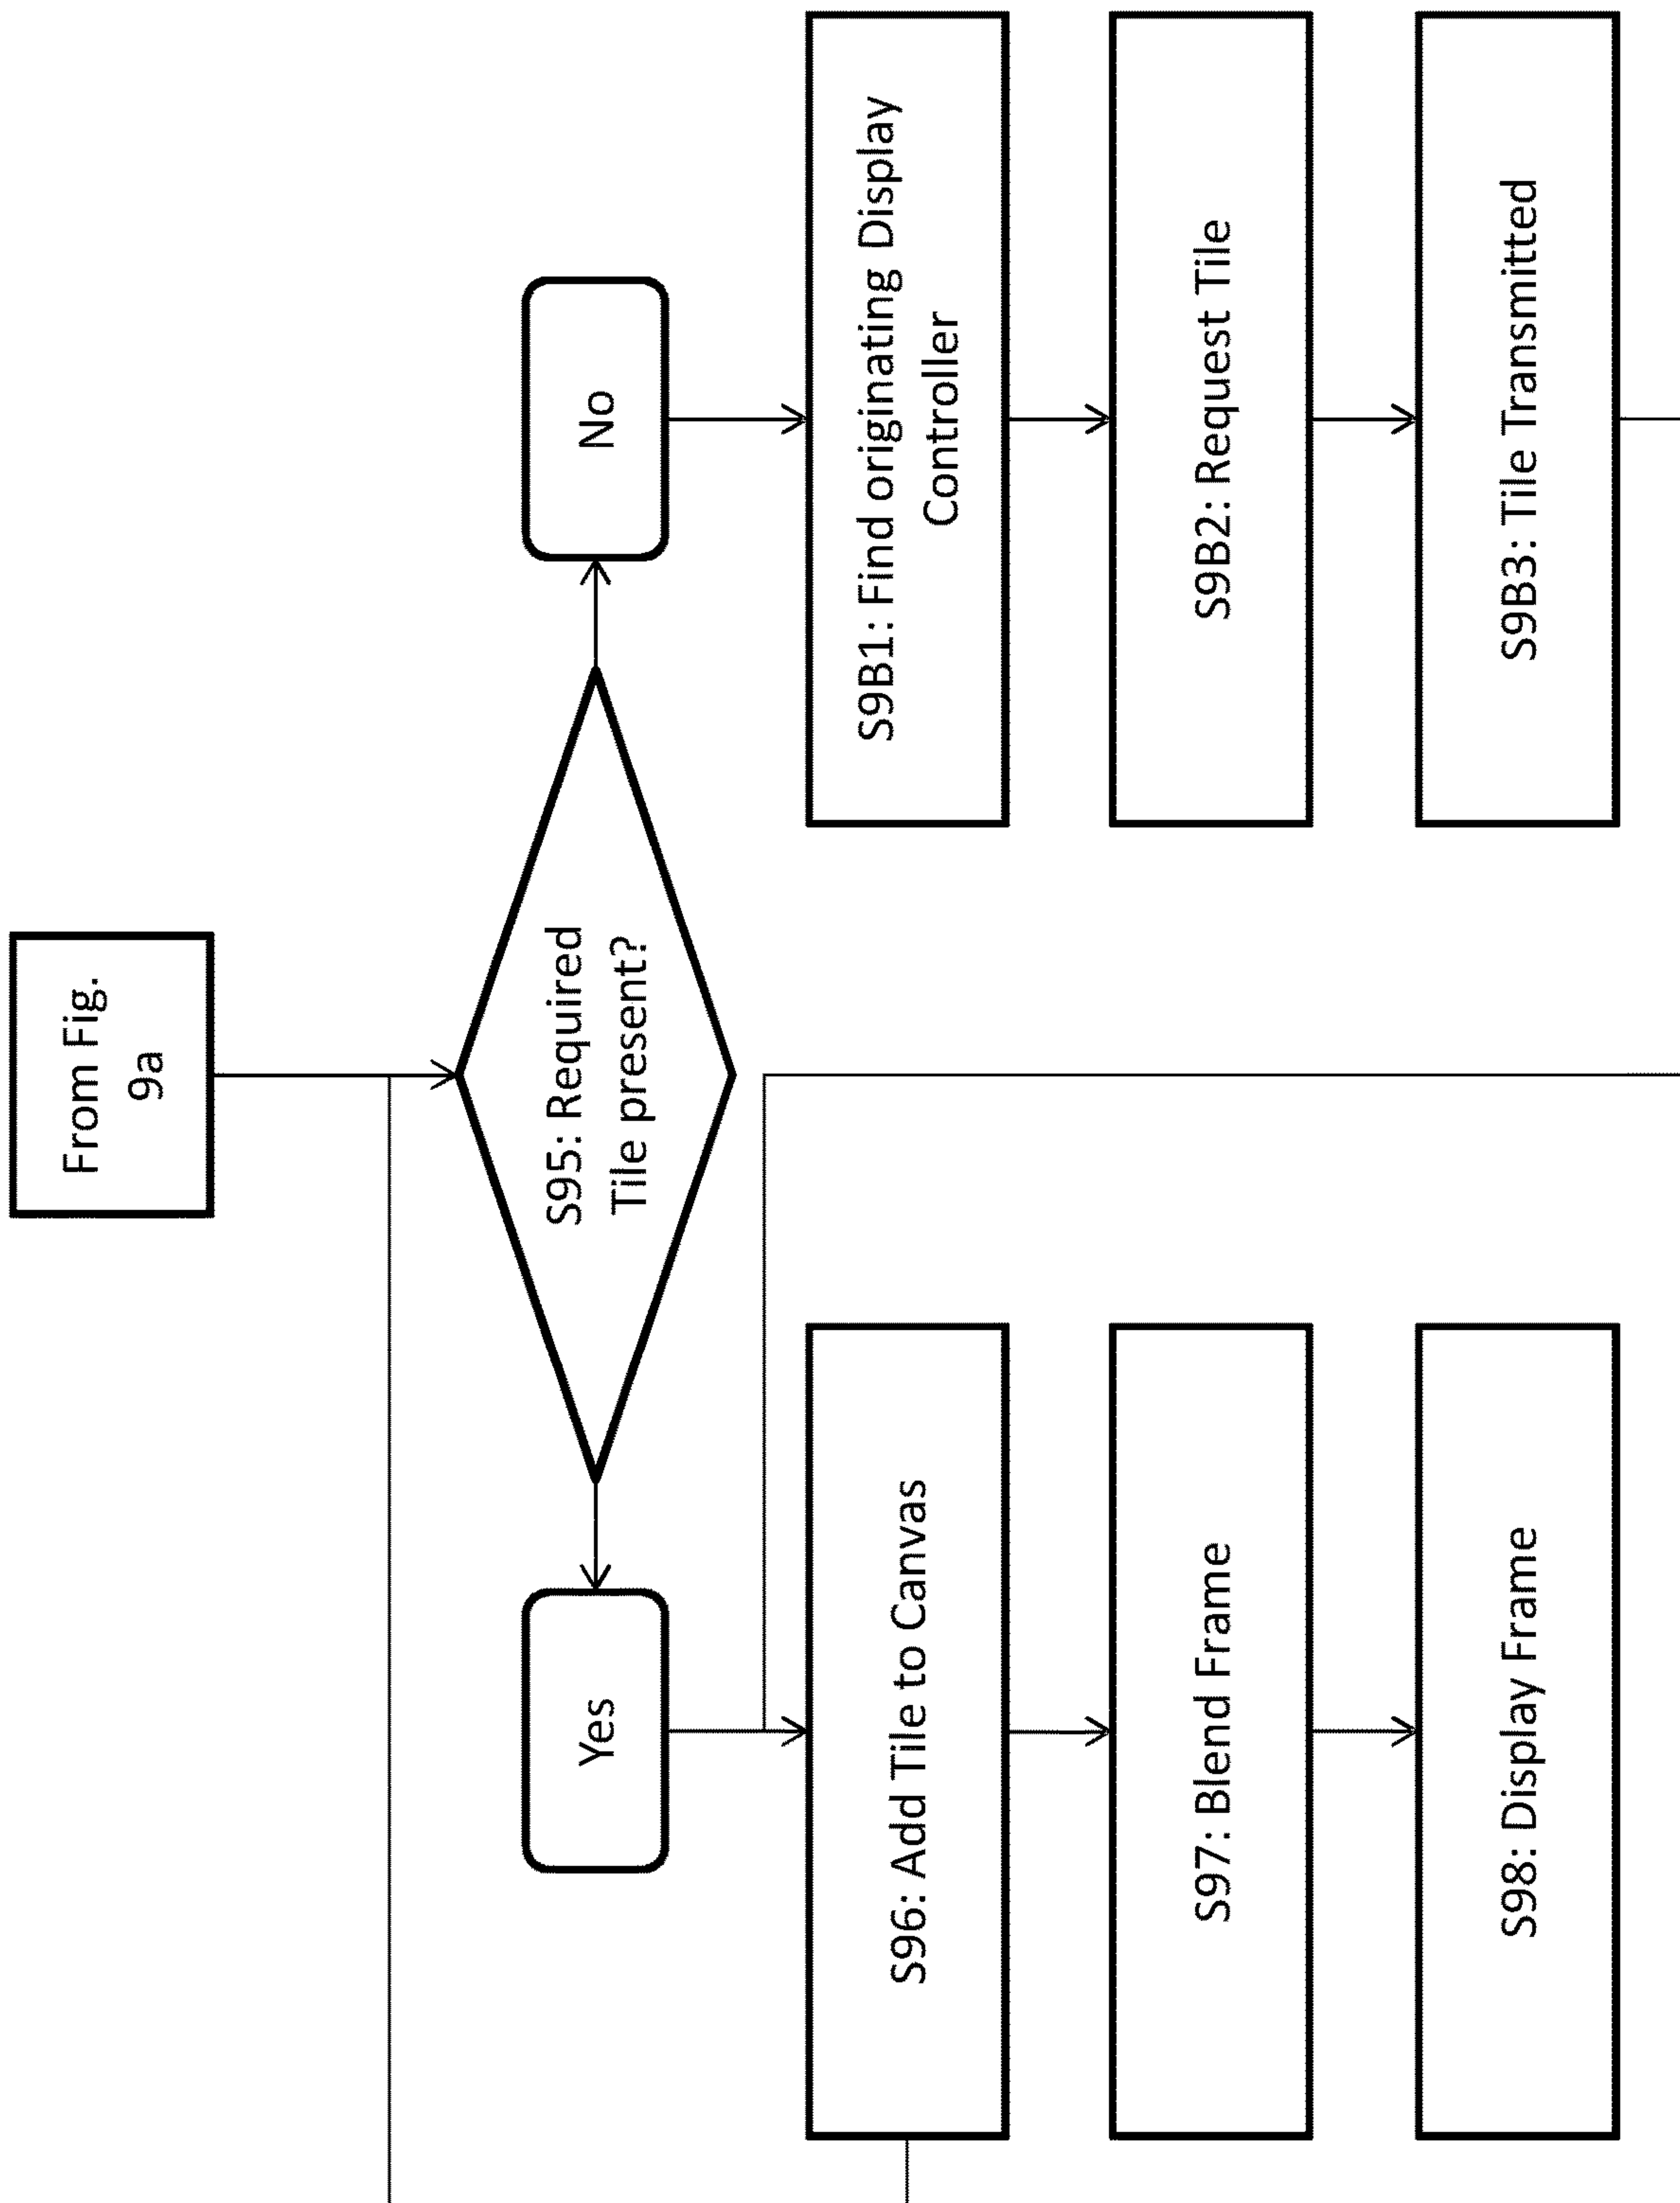 From Fig.
9a
S95: Required
Tile present?
Yes
No
S96: Add Tile to Canvas
S97: Blend Frame
S98: Display Frame
S9B1: Find originating Display
Controller
S9B2: Request Tile
S9B3: Tile Transmitted